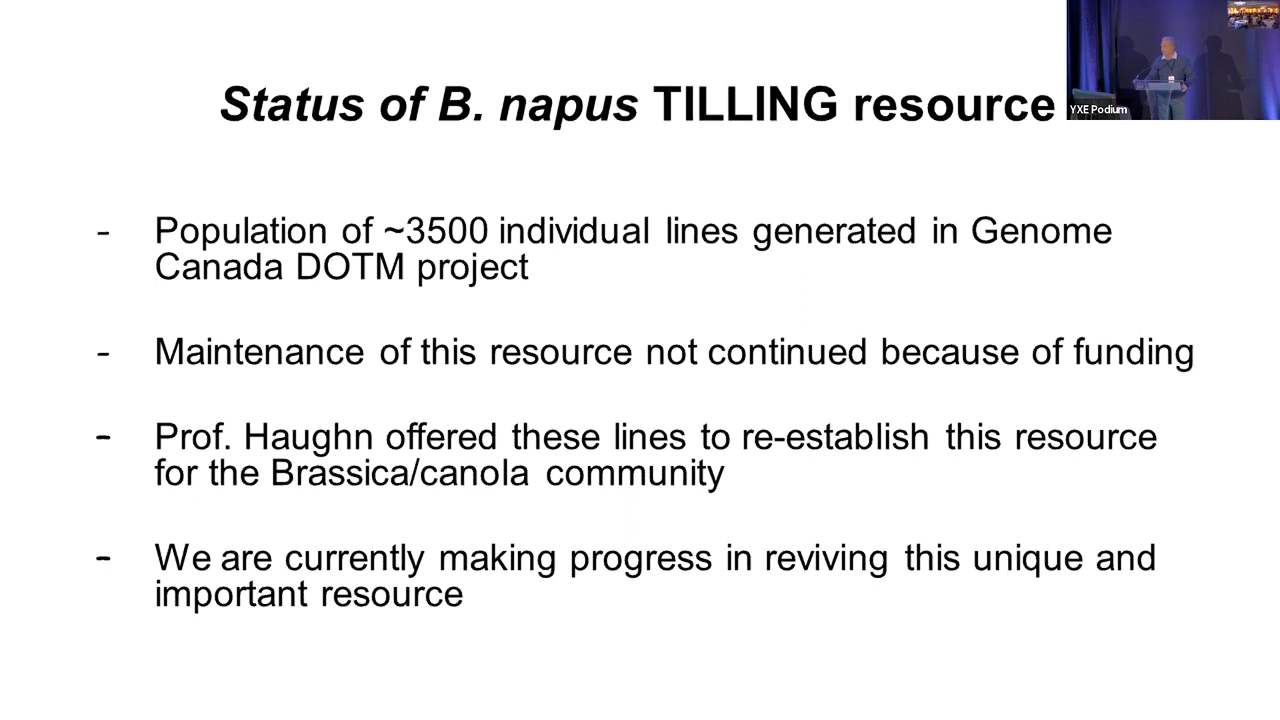 Status of B. napus TILLING resource
YXE Podium
- Population of ~3500 individual lines generated in Genome
Canada DOTM project
- Maintenance of this resource not continued because of funding
- Prof. Haughn offered these lines to re-establish this resource
for the Brassica/canola community
- We are currently making progress in reviving this unique and
important resource